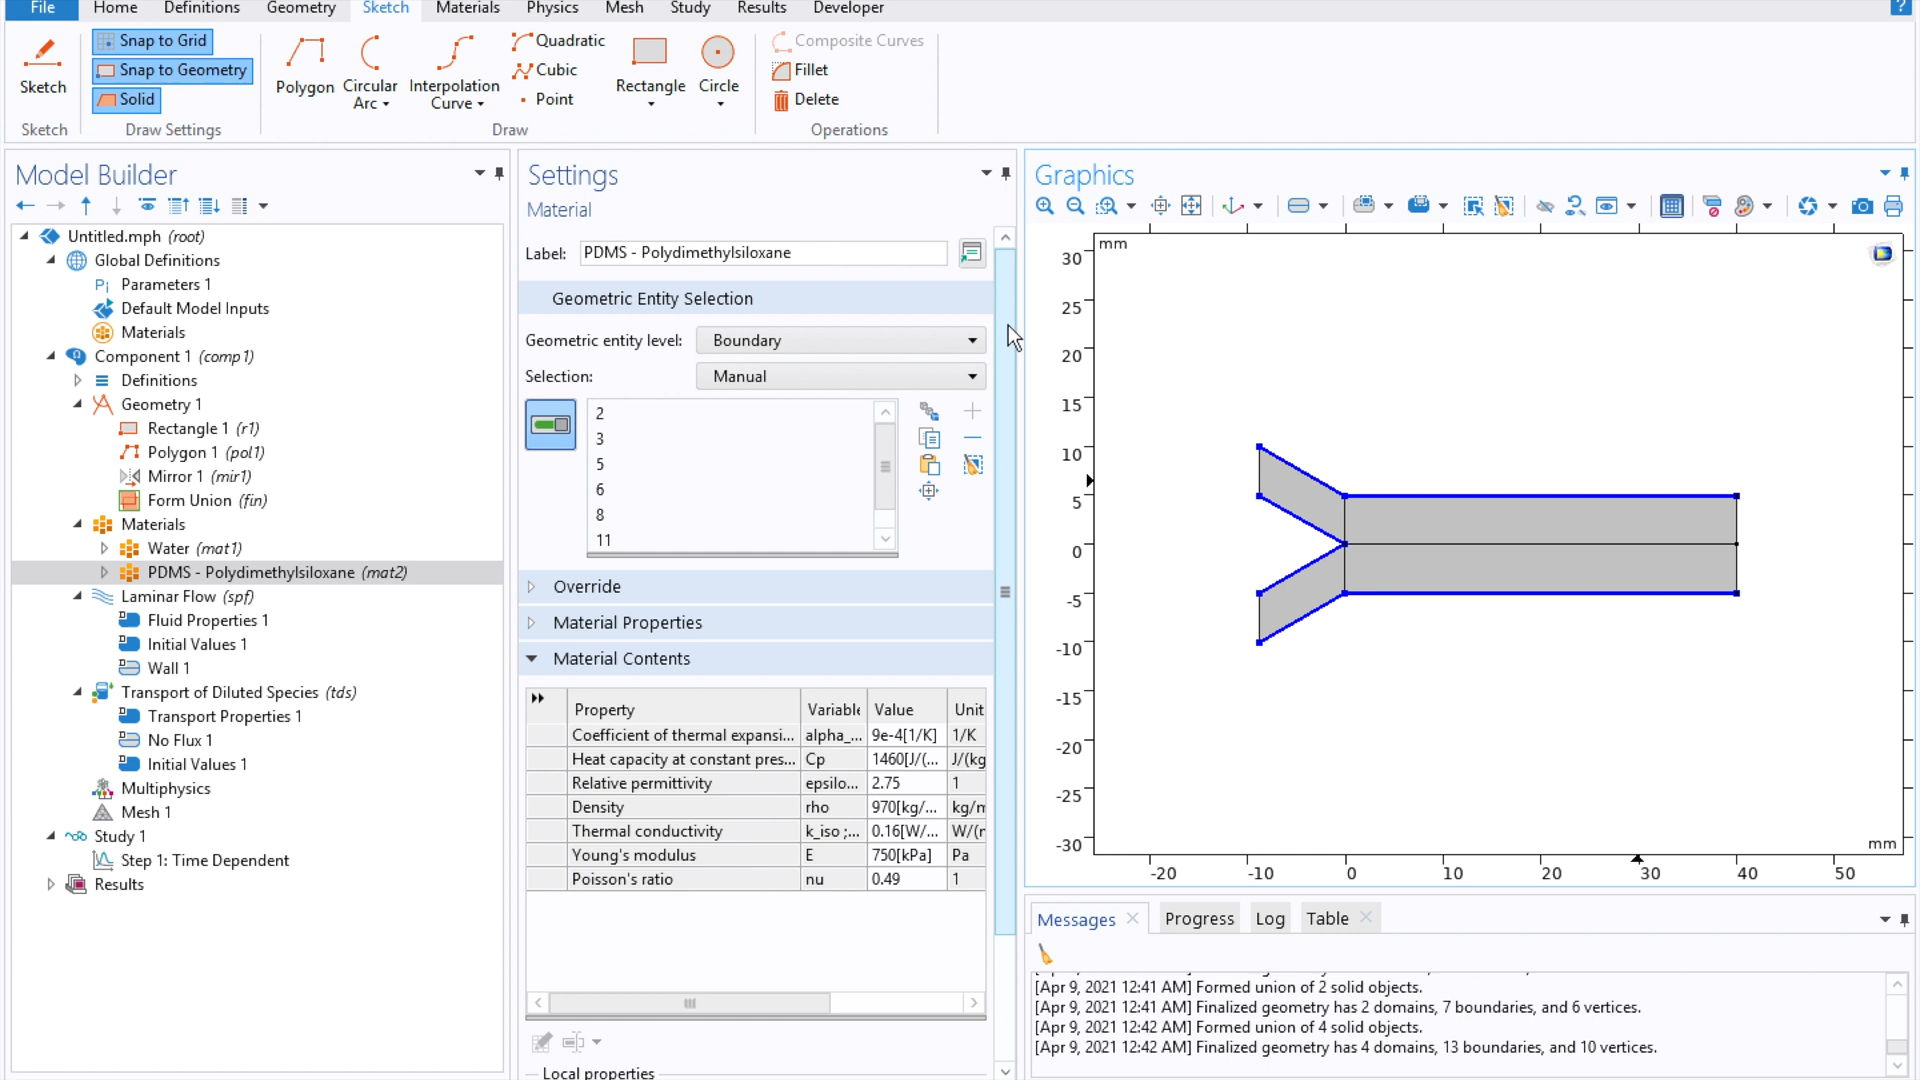 File Home Definitions Geometry Sketch Materials Physics Mesh Study Results Developer ?
Snap to Grid
Snap to Geometry
Solid
Sketch
Polygon
Circular Arc
Interpolation Curve
Quadratic
Cubic
Point
Rectangle
Circle
Composite Curves
Fillet
Delete
Sketch Draw Settings Draw Operations
Model Builder
Untitled.mph (root)
Global Definitions
Pi Parameters 1
Default Model Inputs
Materials
Component 1 (comp1)
Definitions
Geometry 1
Rectangle 1 (r1)
Polygon 1 (pol1)
Mirror 1 (mir1)
Form Union (fin)
Materials
Water (mat1)
PDMS - Polydimethylsiloxane (mat2)
Laminar Flow (spf)
Fluid Properties 1
Initial Values 1
Wall 1
Transport of Diluted Species (tds)
Transport Properties 1
No Flux 1
Initial Values 1
Multiphysics
Mesh 1
Study 1
Step 1: Time Dependent
Results
Settings
Material
Label: PDMS - Polydimethylsiloxane
Geometric Entity Selection
Geometric entity level: Boundary
Selection: Manual
2
3
5
6
8
11
Override
Material Properties
Material Contents
Property Variable Value Unit
Coefficient of thermal expansi... alpha_... 9e-4[1/K] 1/K
Heat capacity at constant pres... Cp 1460[J/(... J/(kg
Relative permittivity epsilo... 2.75 1
Density rho 970[kg/... kg/m
Thermal conductivity k_iso ;... 0.16[W/... W/(r
Young's modulus E 750[kPa] Pa
Poisson's ratio nu 0.49 1
Local properties
Graphics
mm
30
25
20
15
10
5
0
-5
-10
-15
-20
-25
-30
mm
-20 -10 0 10 20 30 40 50
Messages Progress Log Table
[Apr 9, 2021 12:41 AM] Formed union of 2 solid objects.
[Apr 9, 2021 12:41 AM] Finalized geometry has 2 domains, 7 boundaries, and 6 vertices.
[Apr 9, 2021 12:42 AM] Formed union of 4 solid objects.
[Apr 9, 2021 12:42 AM] Finalized geometry has 4 domains, 13 boundaries, and 10 vertices.